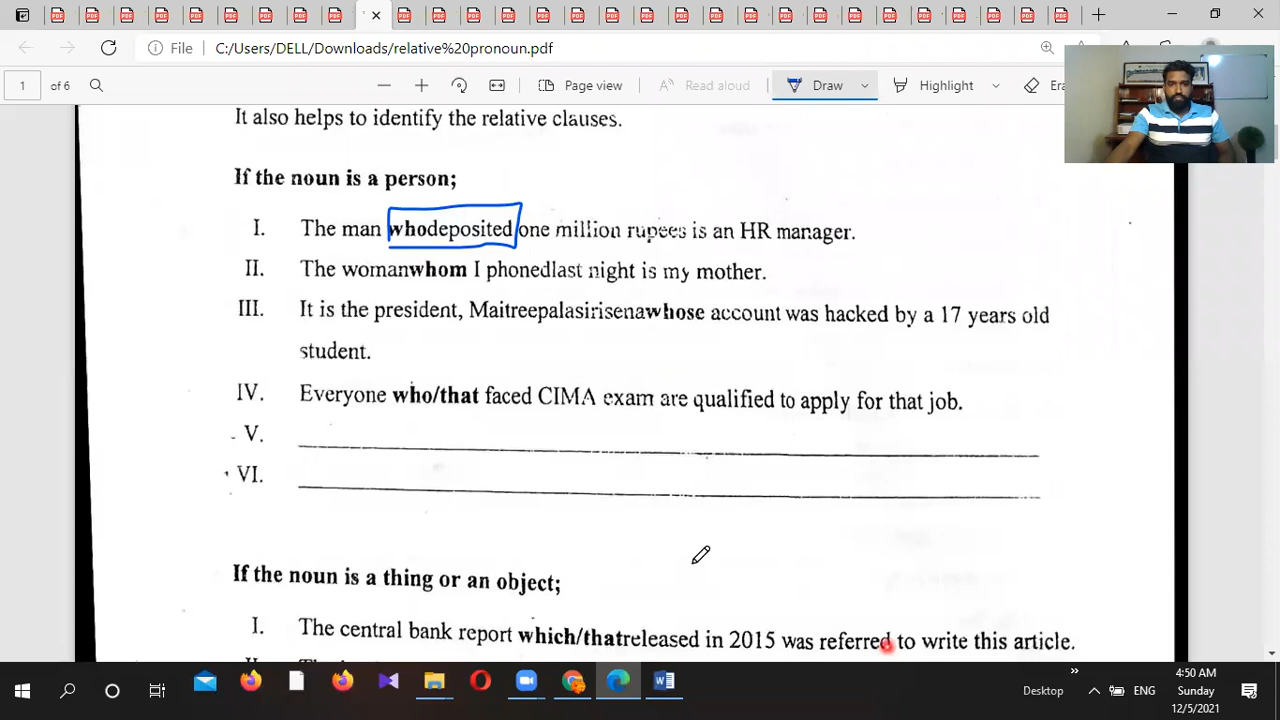 File
C:/Users/DELL/Downloads/relative%20pronoun.pdf
1 of 6
Page view
Read aloud
Draw
Highlight
Era
It also helps to identify the relative clauses.
If the noun is a person;
I. The man whodeposited one million rupees is an HR manager.
II. The womanwhom I phonedlast night is my mother.
III. It is the president, Maitreepalasirisenawhose account was hacked by a 17 years old
student.
IV. Everyone who/that faced CIMA exam are qualified to apply for that job.
V.
VI.
If the noun is a thing or an object;
I. The central bank report which/thatreleased in 2015 was referred to write this article.
Desktop
ENG
4:50 AM
Sunday
12/5/2021